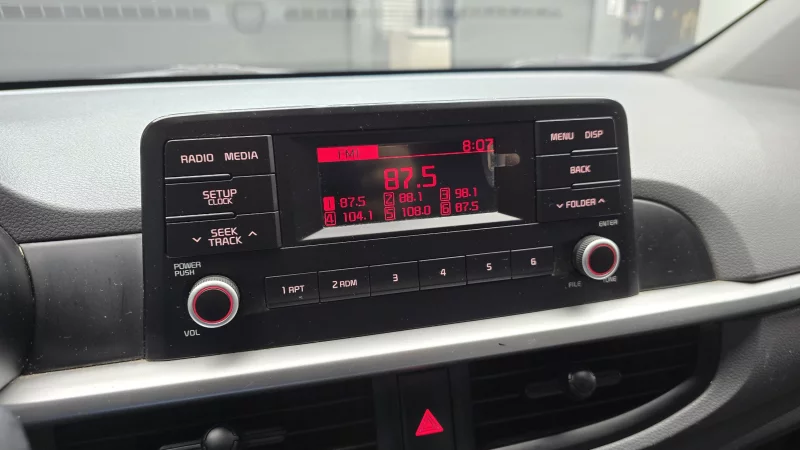 FM1 8:07
87.5
1 87.5 2 88.1 3 98.1
4 104.1 5 108.0 6 87.5
RADIO MEDIA
SETUP
CLOCK
SEEK
TRACK
POWER
PUSH
VOL
1 RPT 2 RDM 3 4 5 6
MENU DISP
BACK
FOLDER
ENTER
FILE TUNE